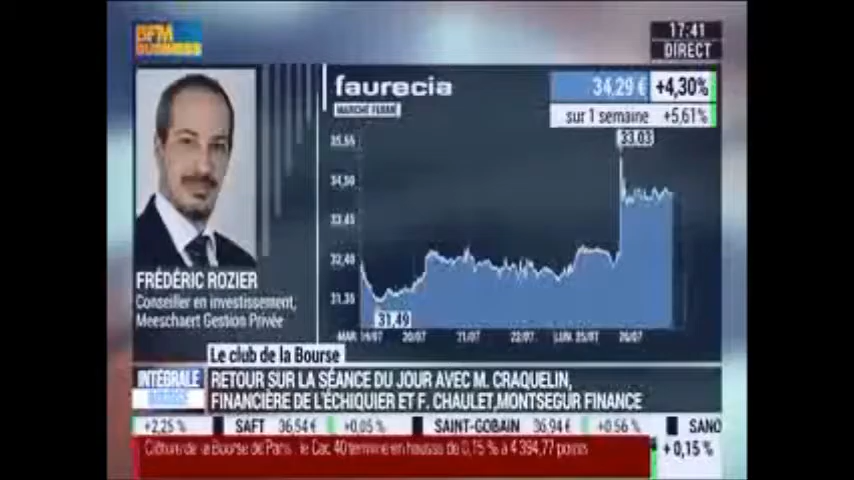 BFM
BUSINESS
17:41
DIRECT
faurecia
MARCHÉ FERMÉ
34,29 € +4,30%
sur 1 semaine +5,61%
33.03
35.55
34,50
33.45
32,40
31.35
31.49
MAR. 19/07 20/07 21/07 22/07 LUN. 25/07 26/07
FRÉDÉRIC ROZIER
Conseiller en investissement,
Meeschaert Gestion Privée
Le club de la Bourse
INTÉGRALE
BOURSE
RETOUR SUR LA SÉANCE DU JOUR AVEC M. CRAQUELIN,
FINANCIÈRE DE L'ÉCHIQUIER ET F. CHAULET,MONTSEGUR FINANCE
+2,25 % SAFT 36,54 € +0,05 % SAINT-GOBAIN 36,94 € +0,56 % SANO
Clôture de la Bourse de Paris : le Cac 40 termine en hausse de 0,15 % à 4 394,77 points
+0,15 %